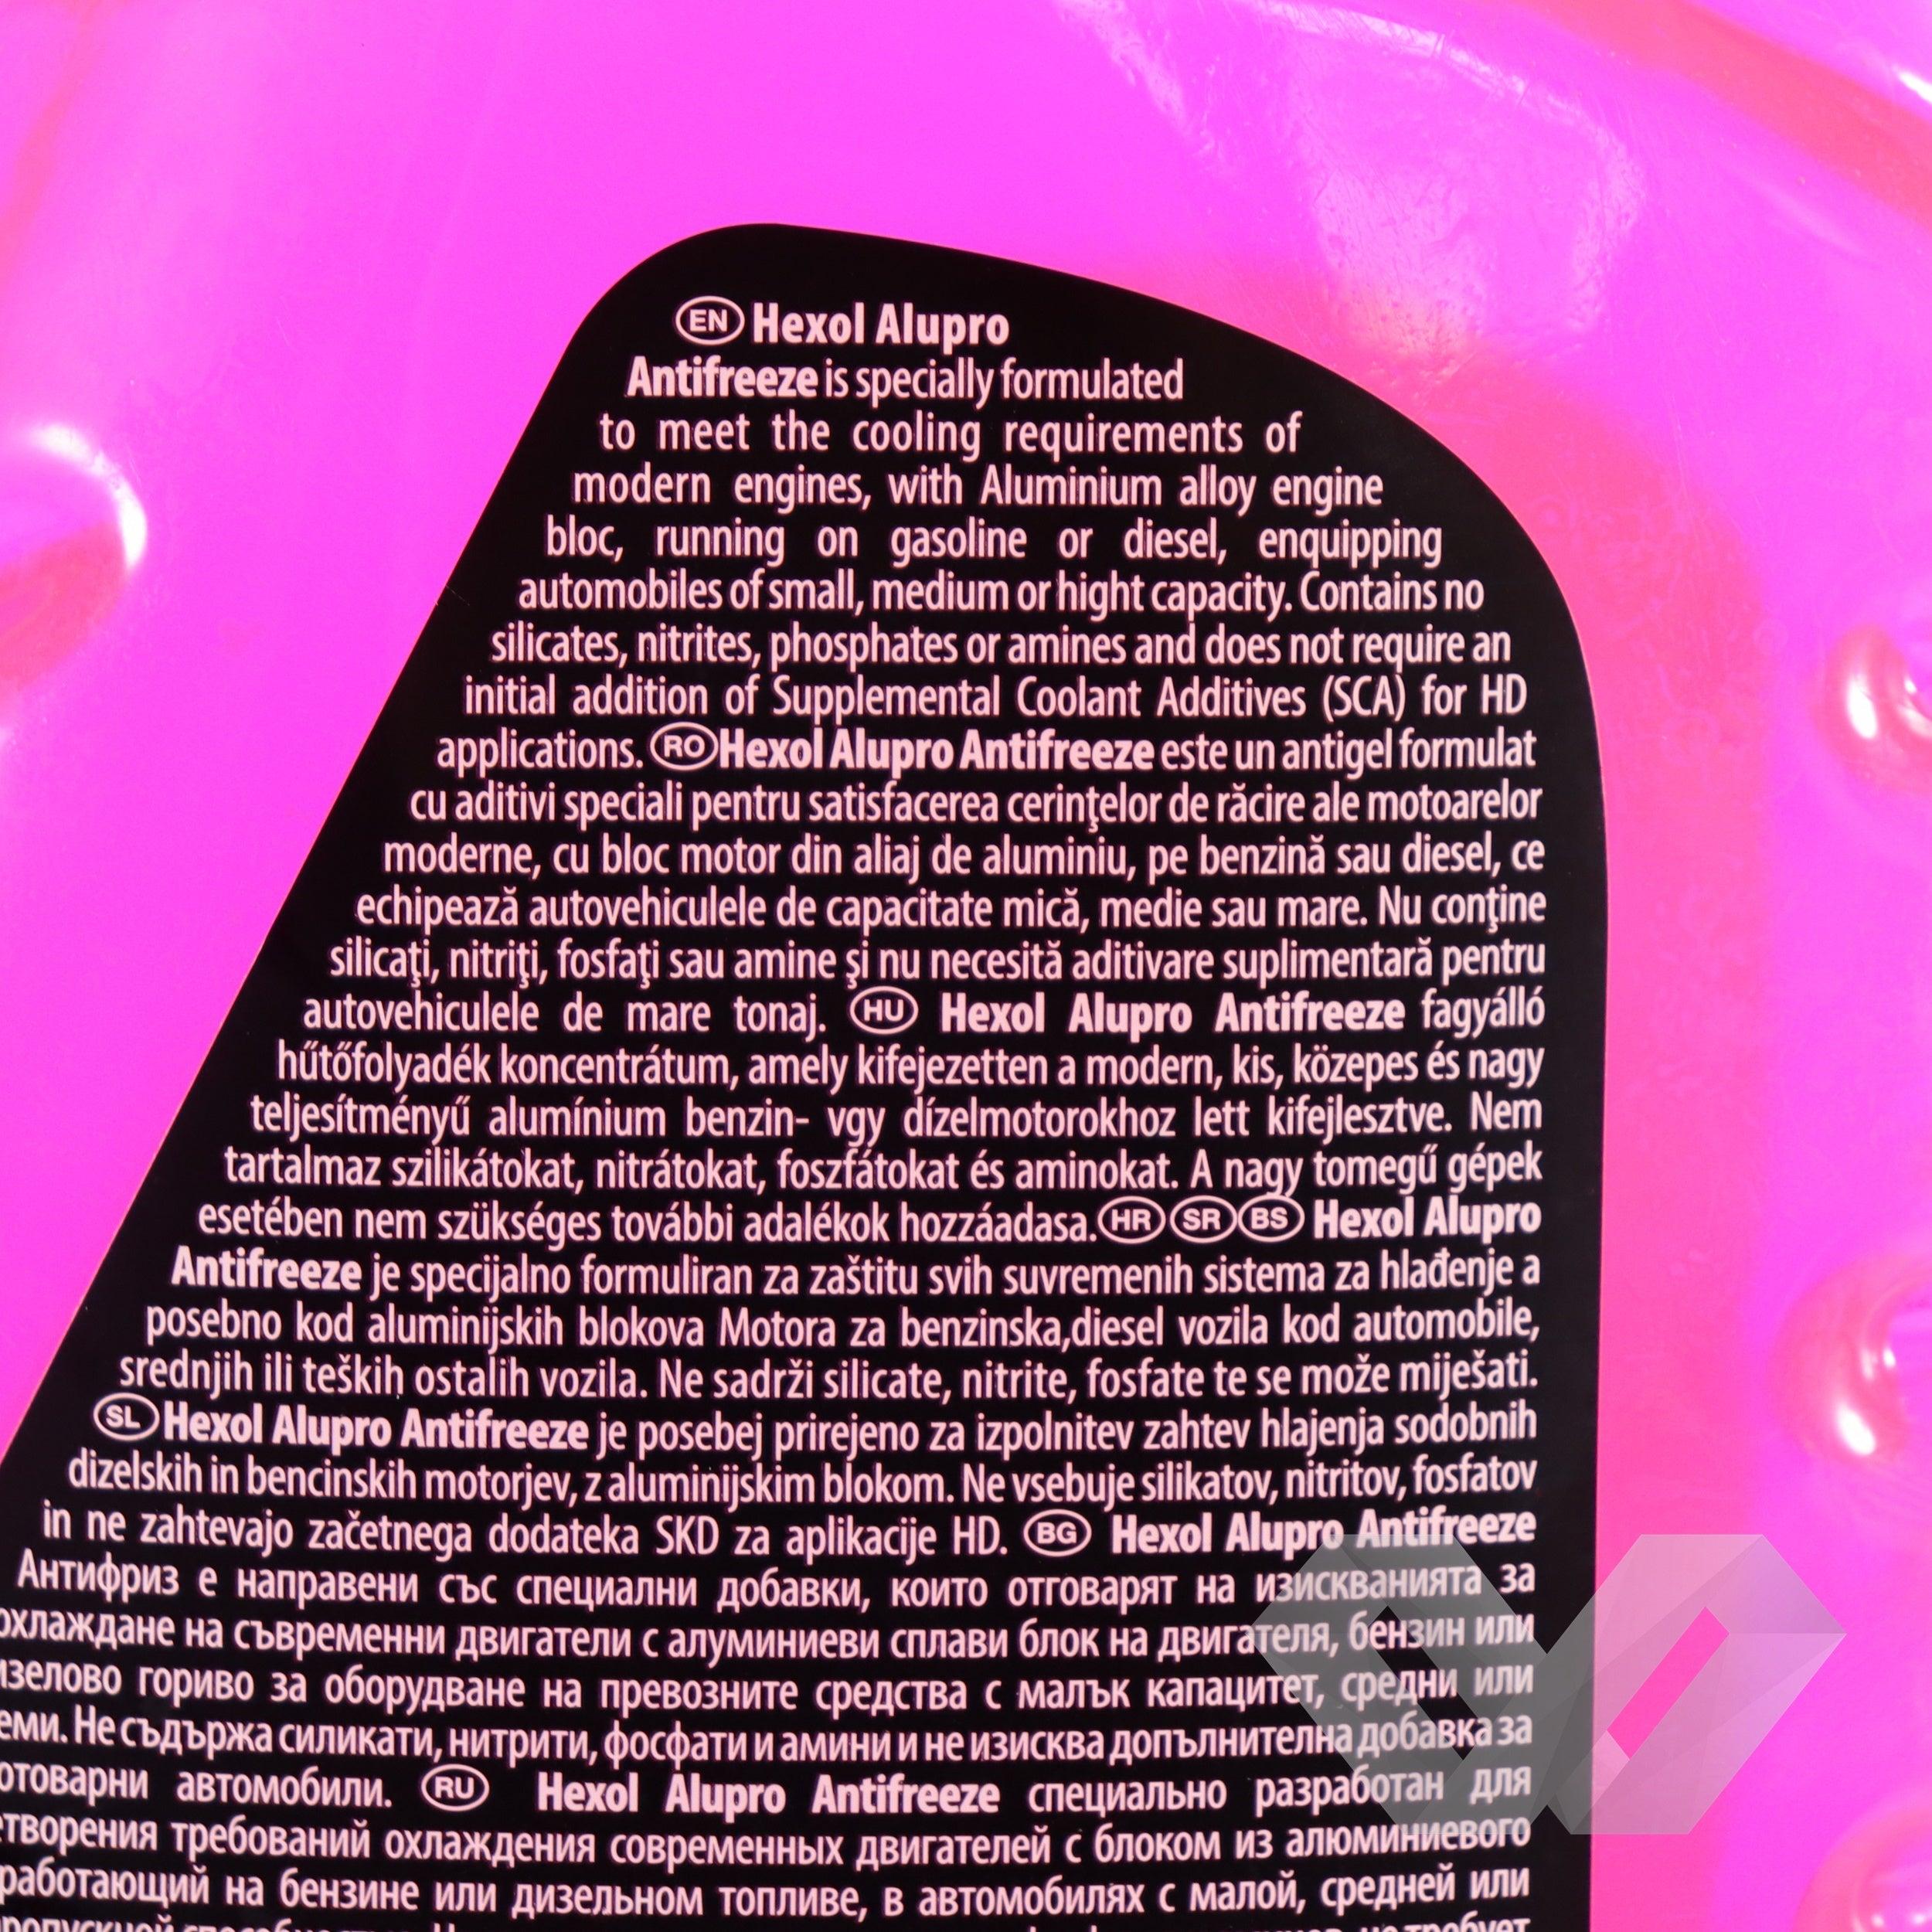 EN Hexol Alupro
Antifreeze is specially formulated
to meet the cooling requirements of
modern engines, with Aluminium alloy engine
bloc, running on gasoline or diesel, enquipping
automobiles of small, medium or hight capacity. Contains no
silicates, nitrites, phosphates or amines and does not require an
initial addition of Supplemental Coolant Additives (SCA) for HD
applications. RO Hexol Alupro Antifreeze este un antigel formulat
cu aditivi speciali pentru satisfacerea cerinţelor de răcire ale motoarelor
moderne, cu bloc motor din aliaj de aluminiu, pe benzină sau diesel, ce
echipează autovehiculele de capacitate mică, medie sau mare. Nu conţine
silicaţi, nitriţi, fosfaţi sau amine şi nu necesită aditivare suplimentară pentru
autovehiculele de mare tonaj. HU Hexol Alupro Antifreeze fagyálló
hűtőfolyadék koncentrátum, amely kifejezetten a modern, kis, közepes és nagy
teljesítményű alumínium benzin- vgy dízelmotorokhoz lett kifejlesztve. Nem
tartalmaz szilikátokat, nitrátokat, foszfátokat és aminokat. A nagy tomegű gépek
esetében nem szükséges további adalékok hozzáadasa. HR SR BS Hexol Alupro
Antifreeze je specijalno formuliran za zaštitu svih suvremenih sistema za hlađenje a
posebno kod aluminijskih blokova Motora za benzinska,diesel vozila kod automobile,
srednjih ili teških ostalih vozila. Ne sadrži silicate, nitrite, fosfate te se može miješati.
SL Hexol Alupro Antifreeze je posebej prirejeno za izpolnitev zahtev hlajenja sodobnih
dizelskih in bencinskih motorjev, z aluminijskim blokom. Ne vsebuje silikatov, nitritov, fosfatov
in ne zahtevajo začetnega dodateka SKD za aplikacije HD. BG Hexol Alupro Antifreeze
Антифриз е направени със специални добавки, които отговарят на изискванията за
охлаждане на съвременни двигатели с алуминиеви сплави блок на двигателя, бензин или
изелово гориво за оборудване на превозните средства с малък капацитет, средни или
еми. Не съдържа силикати, нитрити, фосфати и амини и не изисква допълнителна добавка за
отоварни автомобили. RU Hexol Alupro Antifreeze специально разработан для
етворения требований охлаждения современных двигателей с блоком из алюминиевого
работающий на бензине или дизельном топливе, в автомобилях с малой, средней или